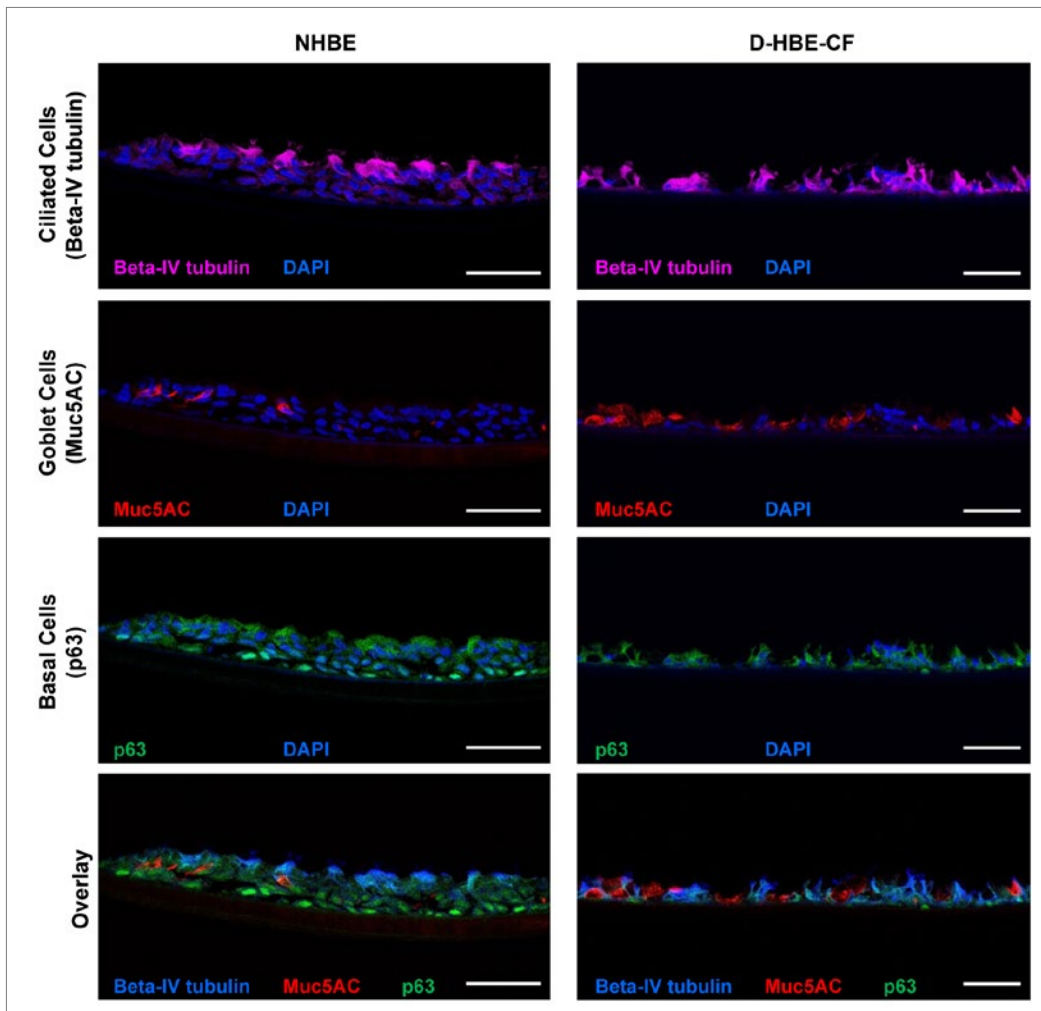 NHBE
D-HBE-CF
Ciliated Cells
(Beta-IV tubulin)
Beta-IV tubulin DAPI
Beta-IV tubulin DAPI
Goblet Cells
(Muc5AC)
Muc5AC DAPI
Muc5AC DAPI
Basal Cells
(p63)
p63 DAPI
p63 DAPI
Overlay
Beta-IV tubulin Muc5AC p63
Beta-IV tubulin Muc5AC p63